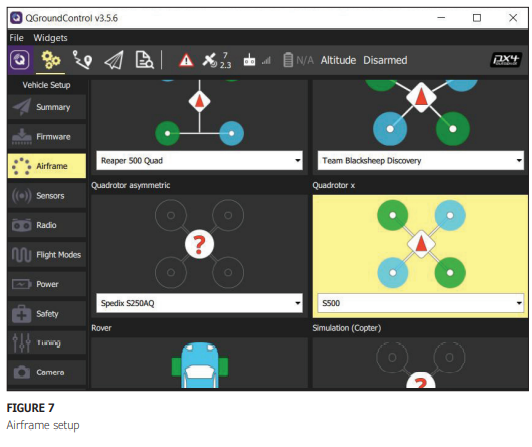 QGroundControl v3.5.6
File Widgets
7
2.3
N/A Altitude Disarmed
px4
Vehicle Setup
Summary
Firmware
Airframe
Sensors
Radio
Flight Modes
Power
Safety
Tuning
Camera
Reaper 500 Quad
Team Blacksheep Discovery
Quadrotor asymmetric
Quadrotor x
?
Spedix S250AQ
S500
Rover
Simulation (Copter)
?
FIGURE 7
Airframe setup